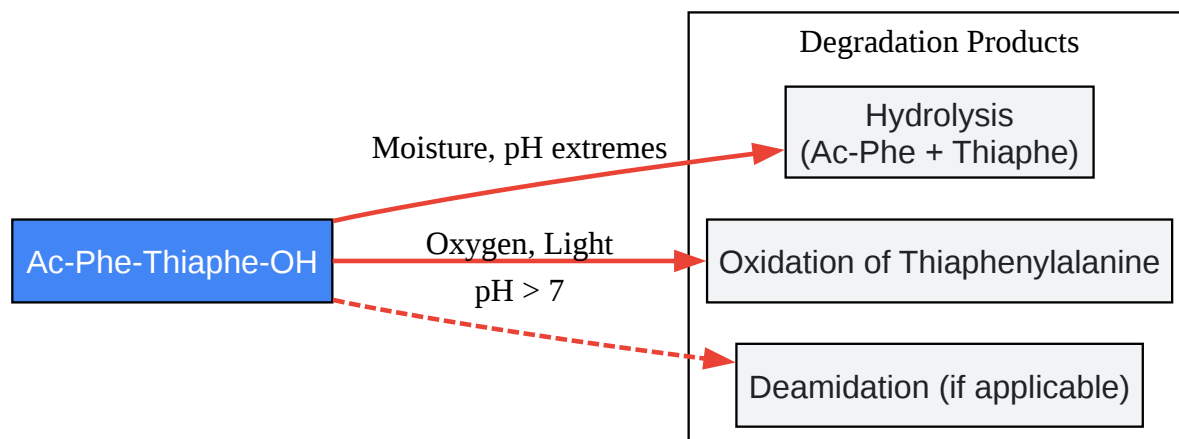 Degradation Products
Hydrolysis
(Ac-Phe + Thiaphe)
Moisture, pH extremes
Ac-Phe-Thiaphe-OH
Oxygen, Light
Oxidation of Thiaphenylalanine
pH > 7
Deamidation (if applicable)